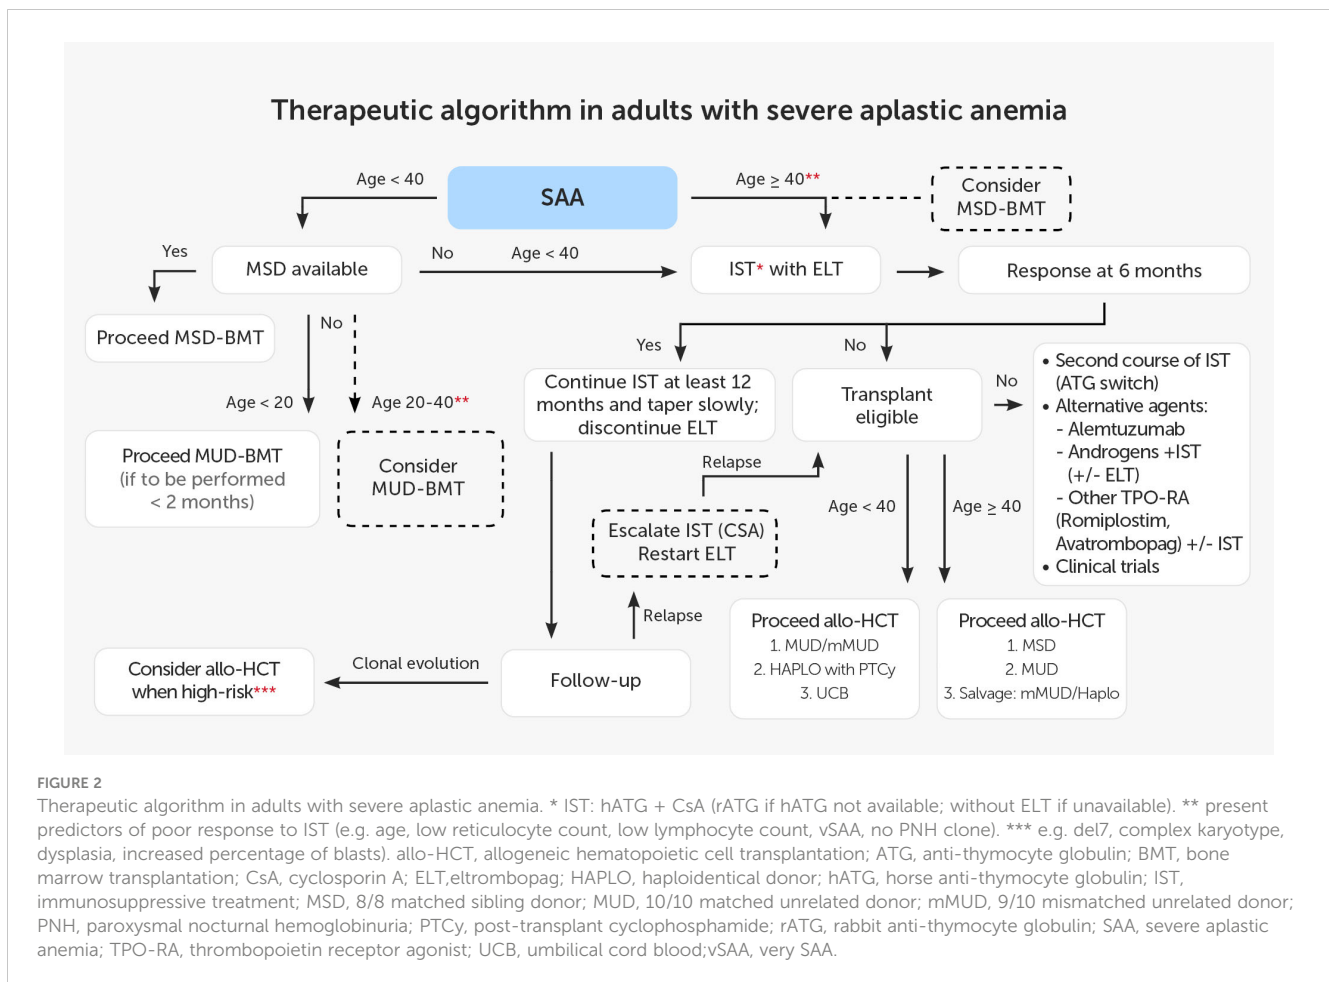 Therapeutic algorithm in adults with severe aplastic anemia
Age < 40
SAA
Age ≥ 40**
Consider
MSD-BMT
Yes
MSD available
No
Age < 40
IST* with ELT
Response at 6 months
Proceed MSD-BMT
No
Yes
No
Continue IST at least 12
months and taper slowly;
discontinue ELT
Transplant
eligible
No
• Second course of IST
(ATG switch)
• Alternative agents:
- Alemtuzumab
- Androgens +IST
(+/- ELT)
- Other TPO-RA
(Romiplostim,
Avatrombopag) +/- IST
• Clinical trials
Age < 20
Age 20-40**
Proceed MUD-BMT
(if to be performed
< 2 months)
Consider
MUD-BMT
Relapse
Escalate IST (CSA)
Restart ELT
Age < 40
Age ≥ 40
Relapse
Proceed allo-HCT
1. MUD/mMUD
2. HAPLO with PTCy
3. UCB
Proceed allo-HCT
1. MSD
2. MUD
3. Salvage: mMUD/Haplo
Consider allo-HCT
when high-risk***
Clonal evolution
Follow-up
FIGURE 2
Therapeutic algorithm in adults with severe aplastic anemia. * IST: hATG + CsA (rATG if hATG not available; without ELT if unavailable). ** present
predictors of poor response to IST (e.g. age, low reticulocyte count, low lymphocyte count, vSAA, no PNH clone). *** e.g. del7, complex karyotype,
dysplasia, increased percentage of blasts). allo-HCT, allogeneic hematopoietic cell transplantation; ATG, anti-thymocyte globulin; BMT, bone
marrow transplantation; CsA, cyclosporin A; ELT,eltrombopag; HAPLO, haploidentical donor; hATG, horse anti-thymocyte globulin; IST,
immunosuppressive treatment; MSD, 8/8 matched sibling donor; MUD, 10/10 matched unrelated donor; mMUD, 9/10 mismatched unrelated donor;
PNH, paroxysmal nocturnal hemoglobinuria; PTCy, post-transplant cyclophosphamide; rATG, rabbit anti-thymocyte globulin; SAA, severe aplastic
anemia; TPO-RA, thrombopoietin receptor agonist; UCB, umbilical cord blood;vSAA, very SAA.